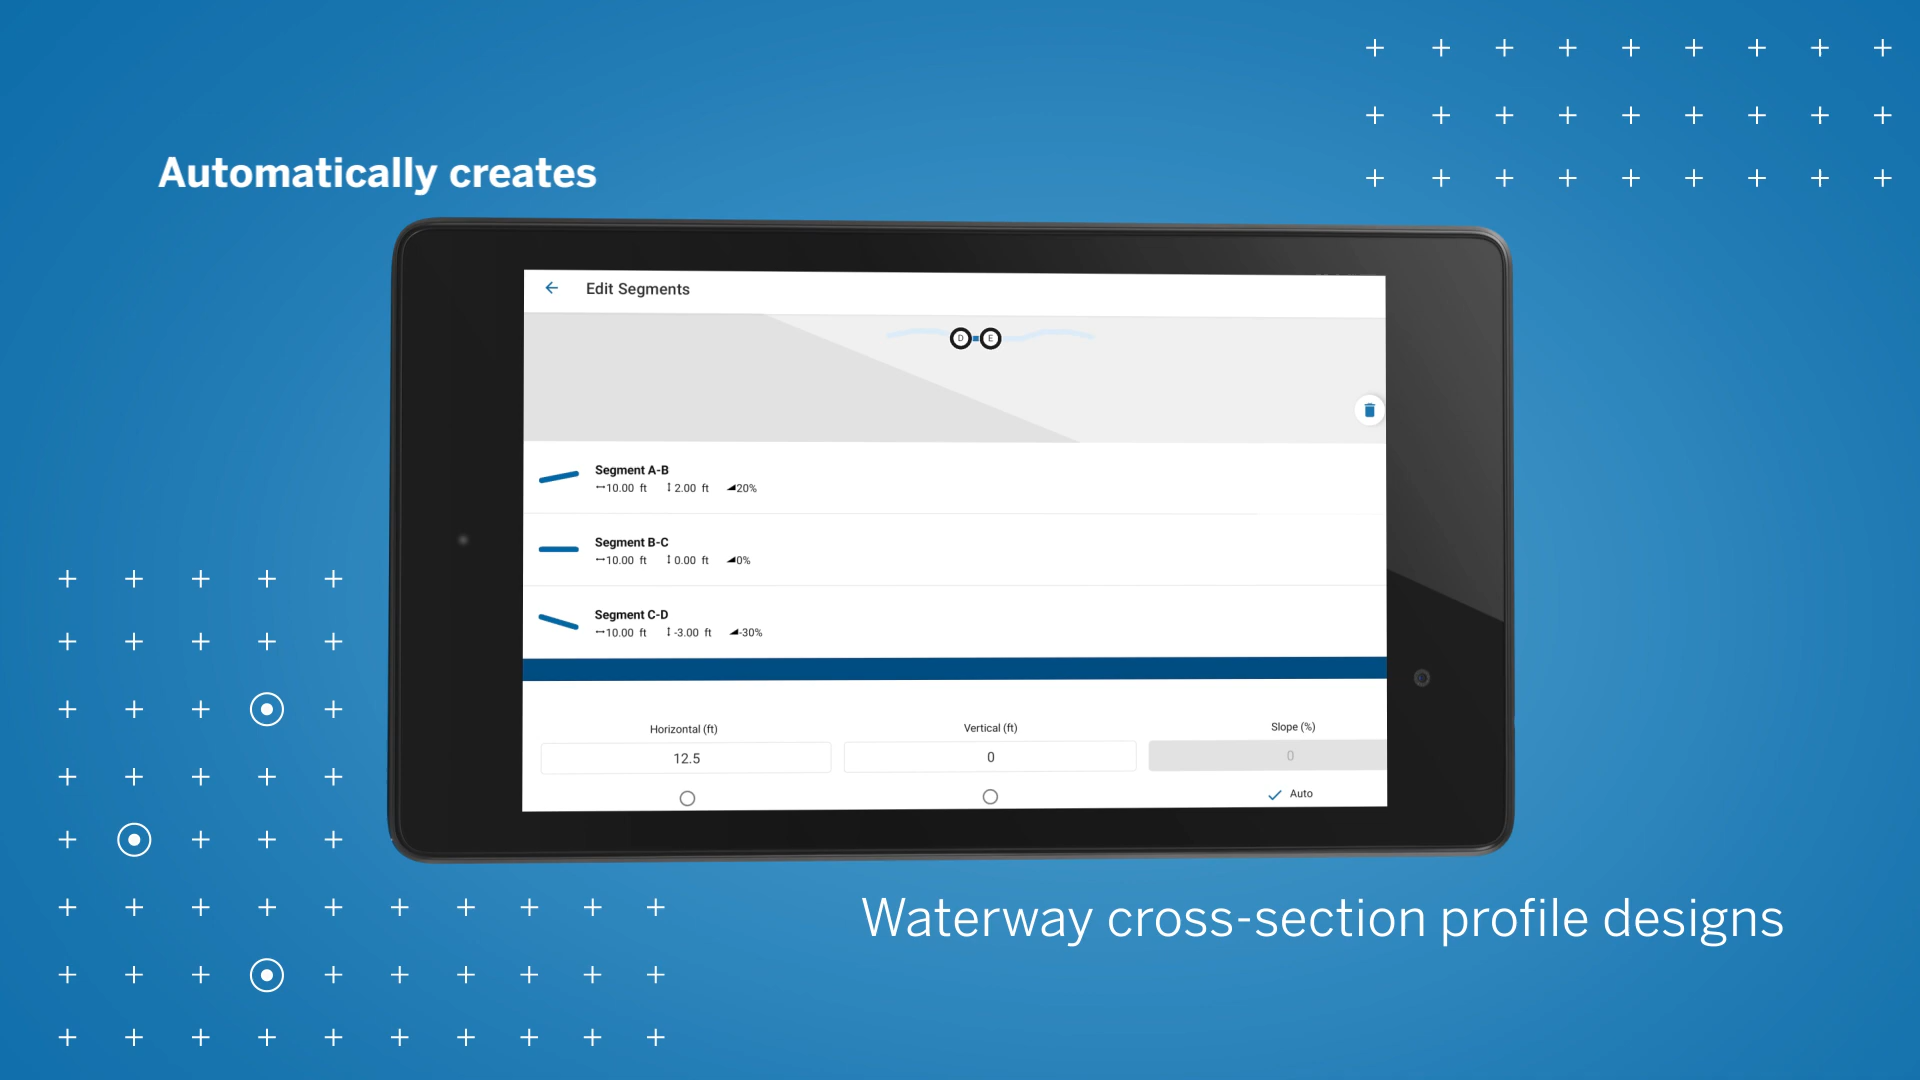 Automatically creates
Edit Segments
D E
Segment A-B
10.00 ft 2.00 ft 20%
Segment B-C
10.00 ft 0.00 ft 0%
Segment C-D
10.00 ft -3.00 ft -30%
Horizontal (ft) Vertical (ft) Slope (%)
12.5 0 0
Auto
Waterway cross-section profile designs